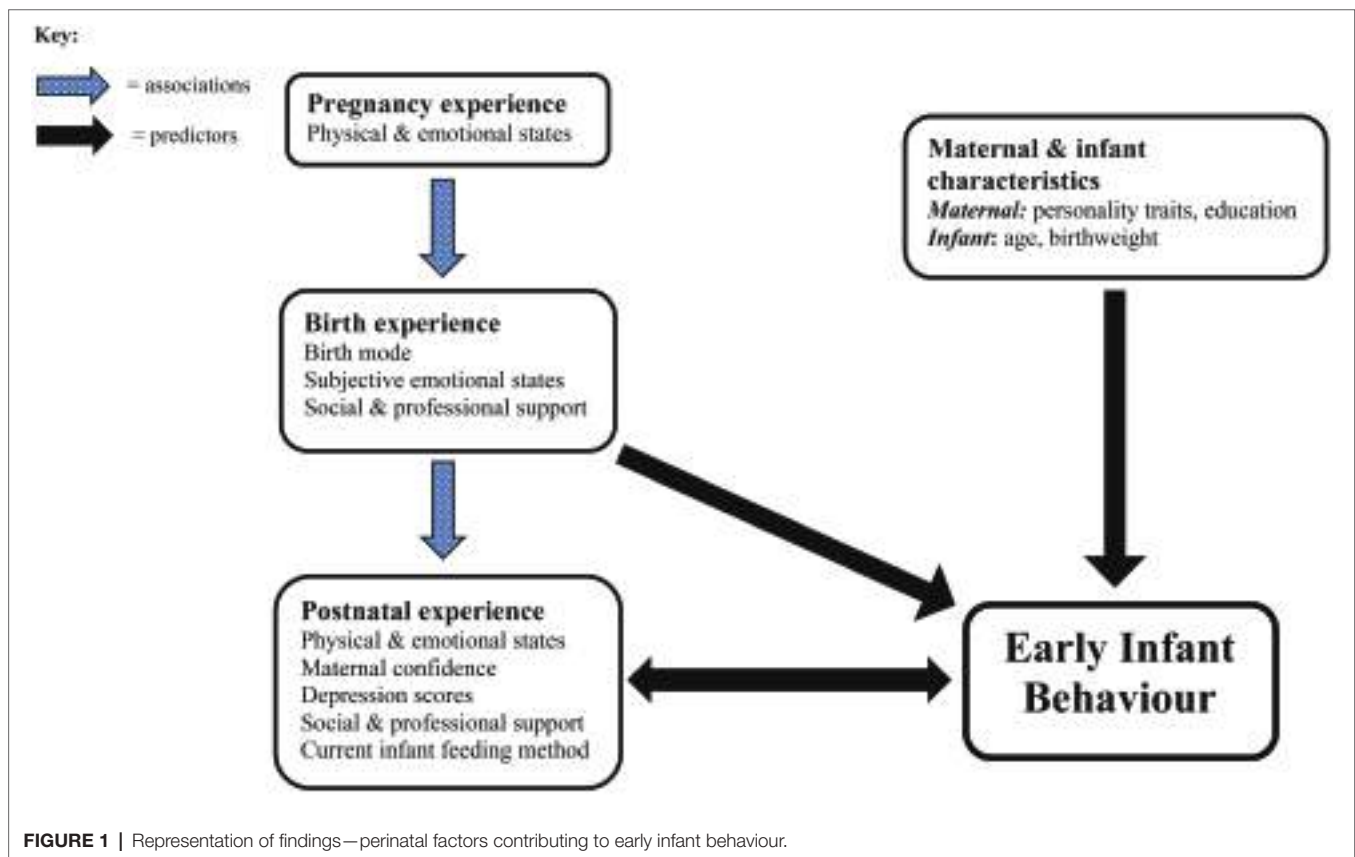 Key:
= associations
= predictors
Pregnancy experience
Physical & emotional states
Maternal & infant
characteristics
Maternal: personality traits, education
Infant: age, birthweight
Birth experience
Birth mode
Subjective emotional states
Social & professional support
Postnatal experience
Physical & emotional states
Maternal confidence
Depression scores
Social & professional support
Current infant feeding method
Early Infant
Behaviour
FIGURE 1 | Representation of findings—perinatal factors contributing to early infant behaviour.